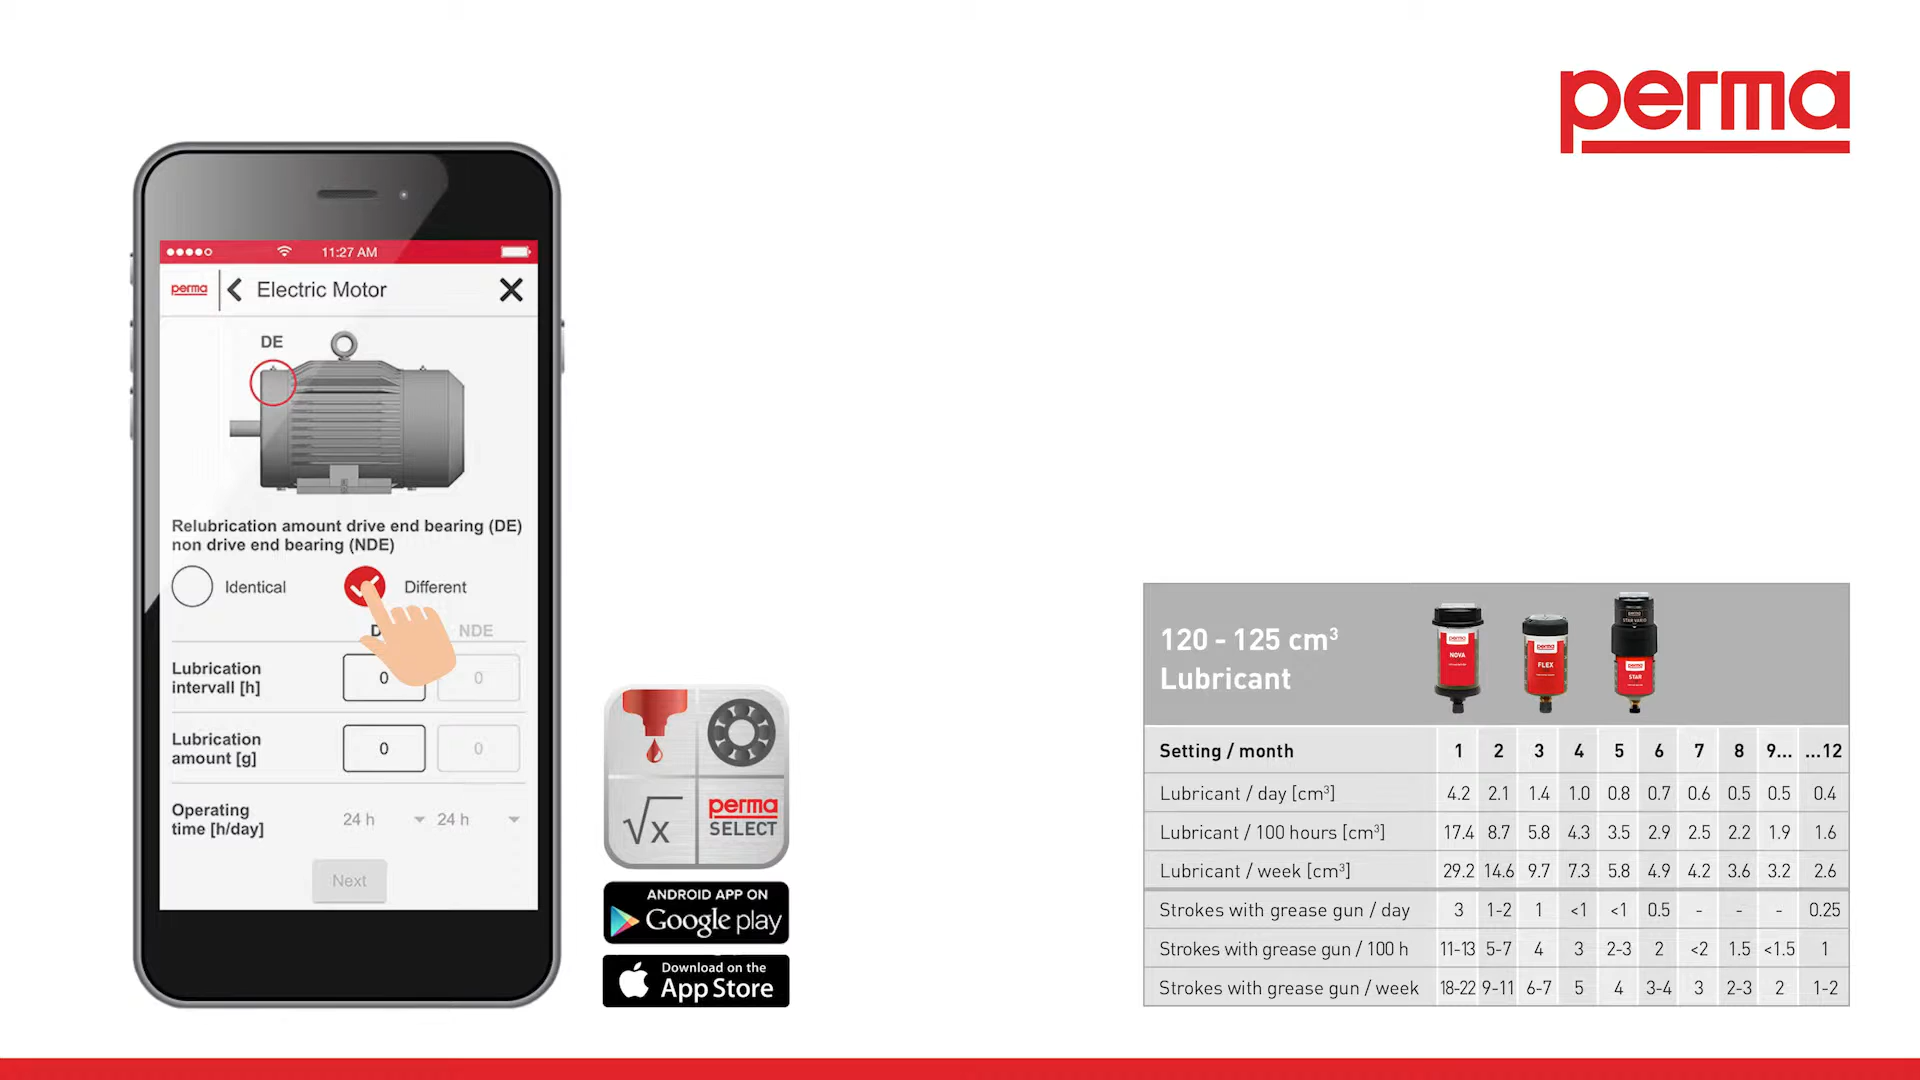 perma
11:27 AM
perma
Electric Motor
DE
Relubrication amount drive end bearing (DE)
non drive end bearing (NDE)
Identical
Different
D
NDE
Lubrication
intervall [h]
0
0
Lubrication
amount [g]
0
0
Operating
time [h/day]
24 h
24 h
Next
√x
perma
SELECT
ANDROID APP ON
Google play
Download on the
App Store
120 - 125 cm³
Lubricant
perma
NOVA
perma
FLEX
perma
STAR VARIO
perma
STAR
Setting / month 1 2 3 4 5 6 7 8 9... ...12
Lubricant / day [cm³] 4.2 2.1 1.4 1.0 0.8 0.7 0.6 0.5 0.5 0.4
Lubricant / 100 hours [cm³] 17.4 8.7 5.8 4.3 3.5 2.9 2.5 2.2 1.9 1.6
Lubricant / week [cm³] 29.2 14.6 9.7 7.3 5.8 4.9 4.2 3.6 3.2 2.6
Strokes with grease gun / day 3 1-2 1 <1 <1 0.5 - - - 0.25
Strokes with grease gun / 100 h 11-13 5-7 4 3 2-3 2 <2 1.5 <1.5 1
Strokes with grease gun / week 18-22 9-11 6-7 5 4 3-4 3 2-3 2 1-2